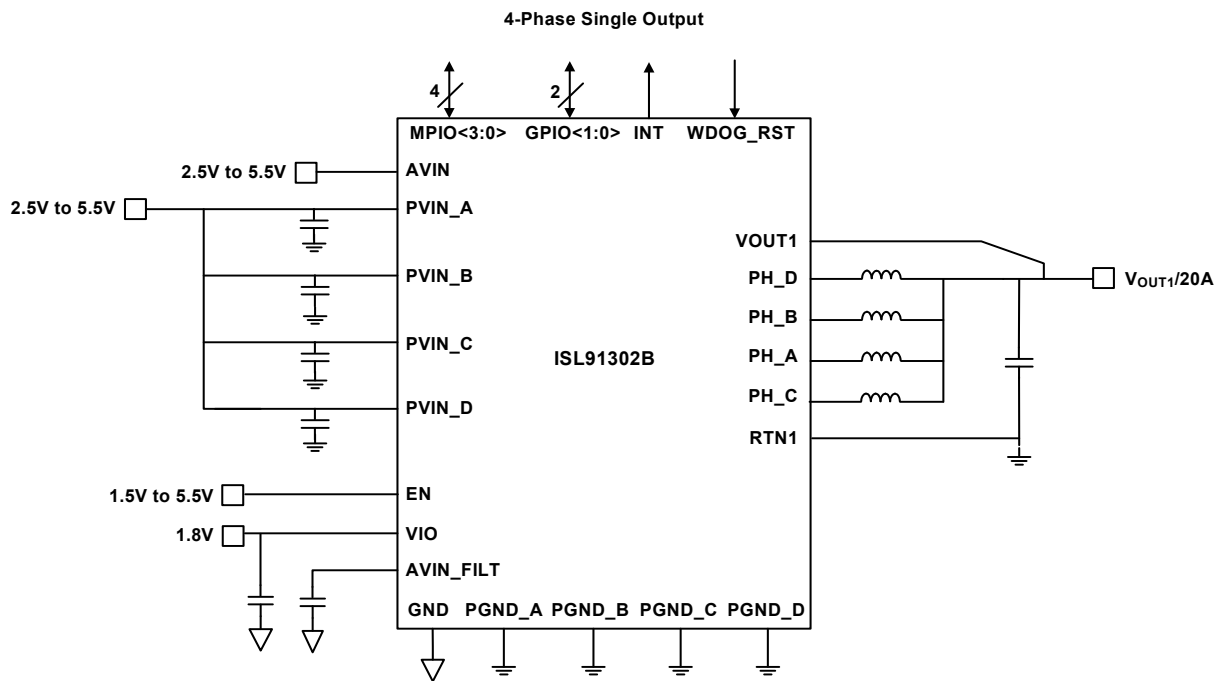 4-Phase Single Output
4
2
MPIO<3:0>
GPIO<1:0>
INT
WDOG_RST
2.5V to 5.5V
AVIN
2.5V to 5.5V
PVIN_A
PVIN_B
PVIN_C
PVIN_D
1.5V to 5.5V
EN
1.8V
VIO
AVIN_FILT
ISL91302B
VOUT1
PH_D
PH_B
PH_A
PH_C
RTN1
VOUT1/20A
GND
PGND_A
PGND_B
PGND_C
PGND_D